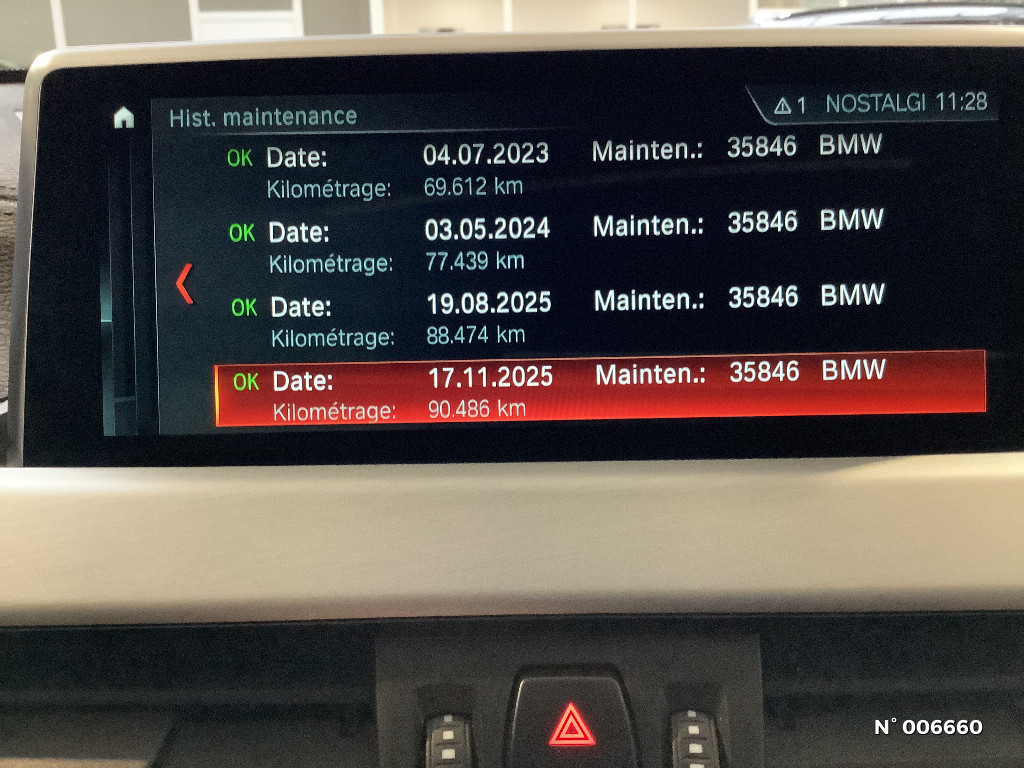 Hist. maintenance
1 NOSTALGI 11:28
OK Date: 04.07.2023 Mainten.: 35846 BMW
Kilométrage: 69.612 km
OK Date: 03.05.2024 Mainten.: 35846 BMW
Kilométrage: 77.439 km
OK Date: 19.08.2025 Mainten.: 35846 BMW
Kilométrage: 88.474 km
OK Date: 17.11.2025 Mainten.: 35846 BMW
Kilométrage: 90.486 km
N° 006660